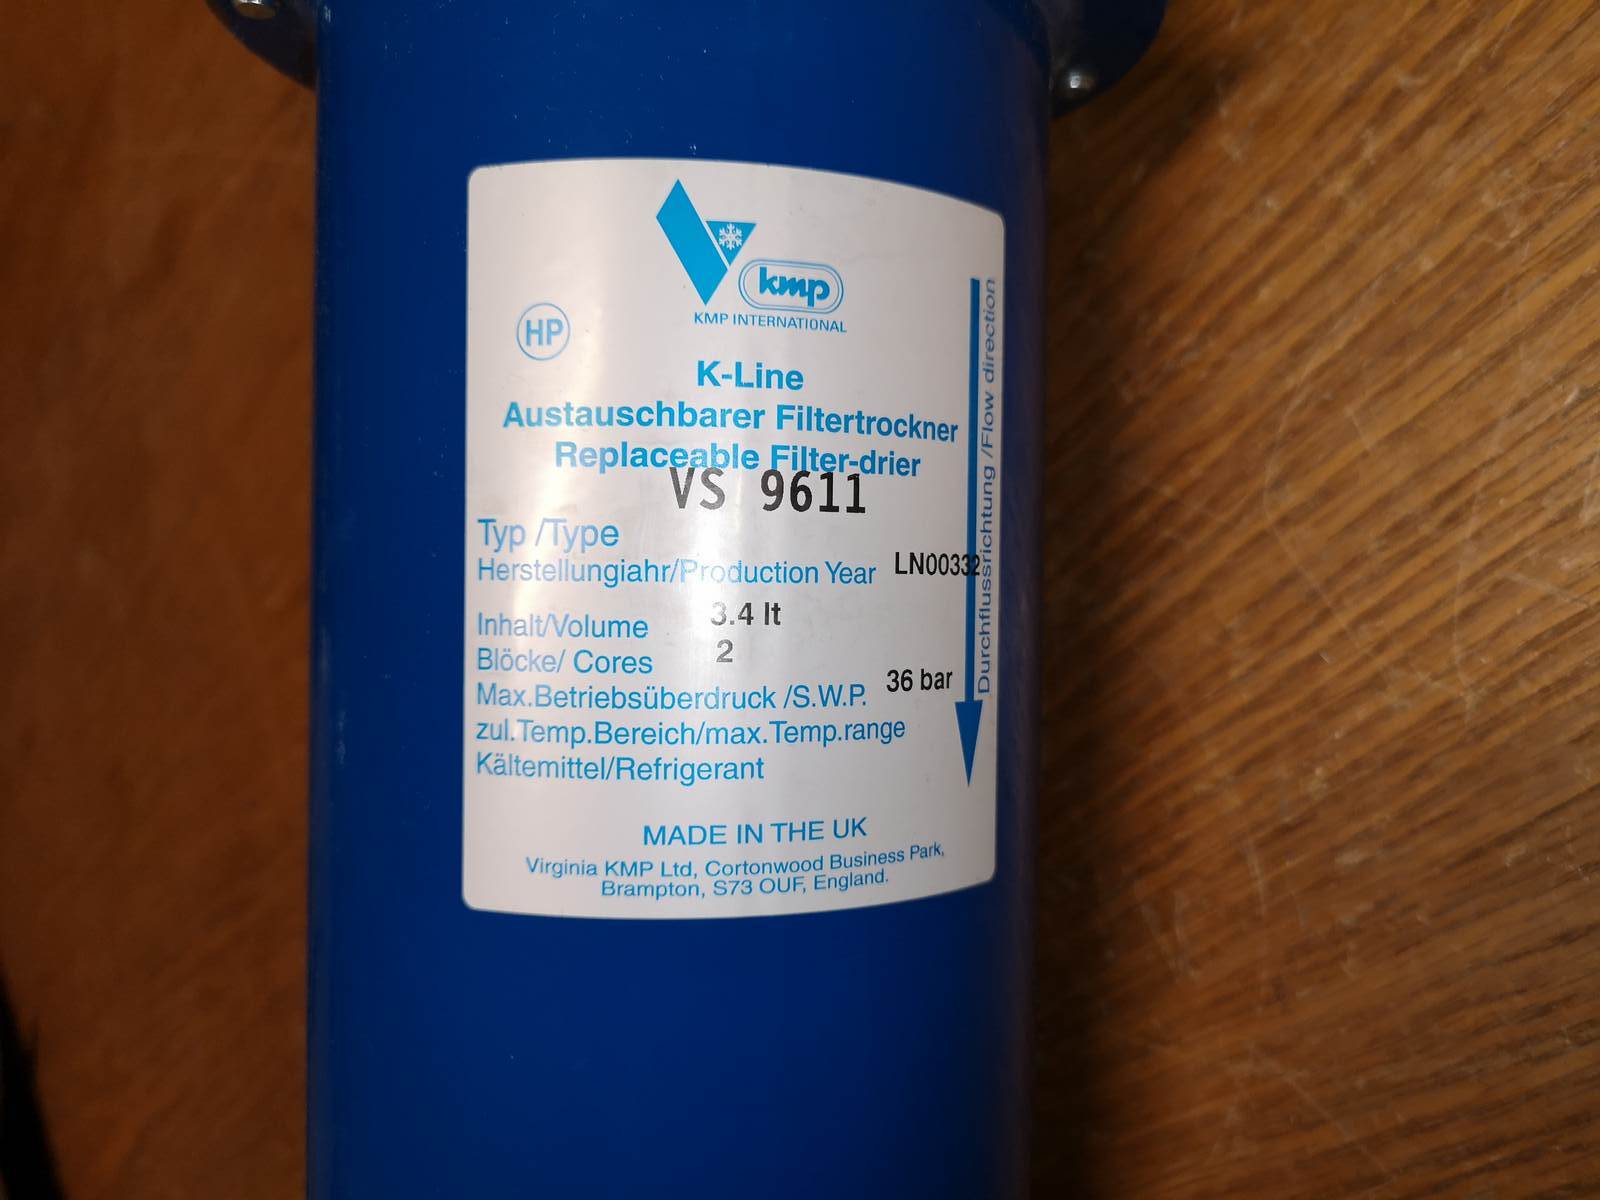 kmp
KMP INTERNATIONAL
HP
K-Line
Austauschbarer Filtertrockner
Replaceable Filter-drier
VS 9611
Typ /Type
Herstellungiahr/Production Year LN00332
Inhalt/Volume 3.4 lt
Blöcke/ Cores 2
Max.Betriebsüberdruck /S.W.P. 36 bar
zul.Temp.Bereich/max.Temp.range
Kältemittel/Refrigerant
Durchflussrichtung /Flow direction
MADE IN THE UK
Virginia KMP Ltd, Cortonwood Business Park,
Brampton, S73 OUF, England.